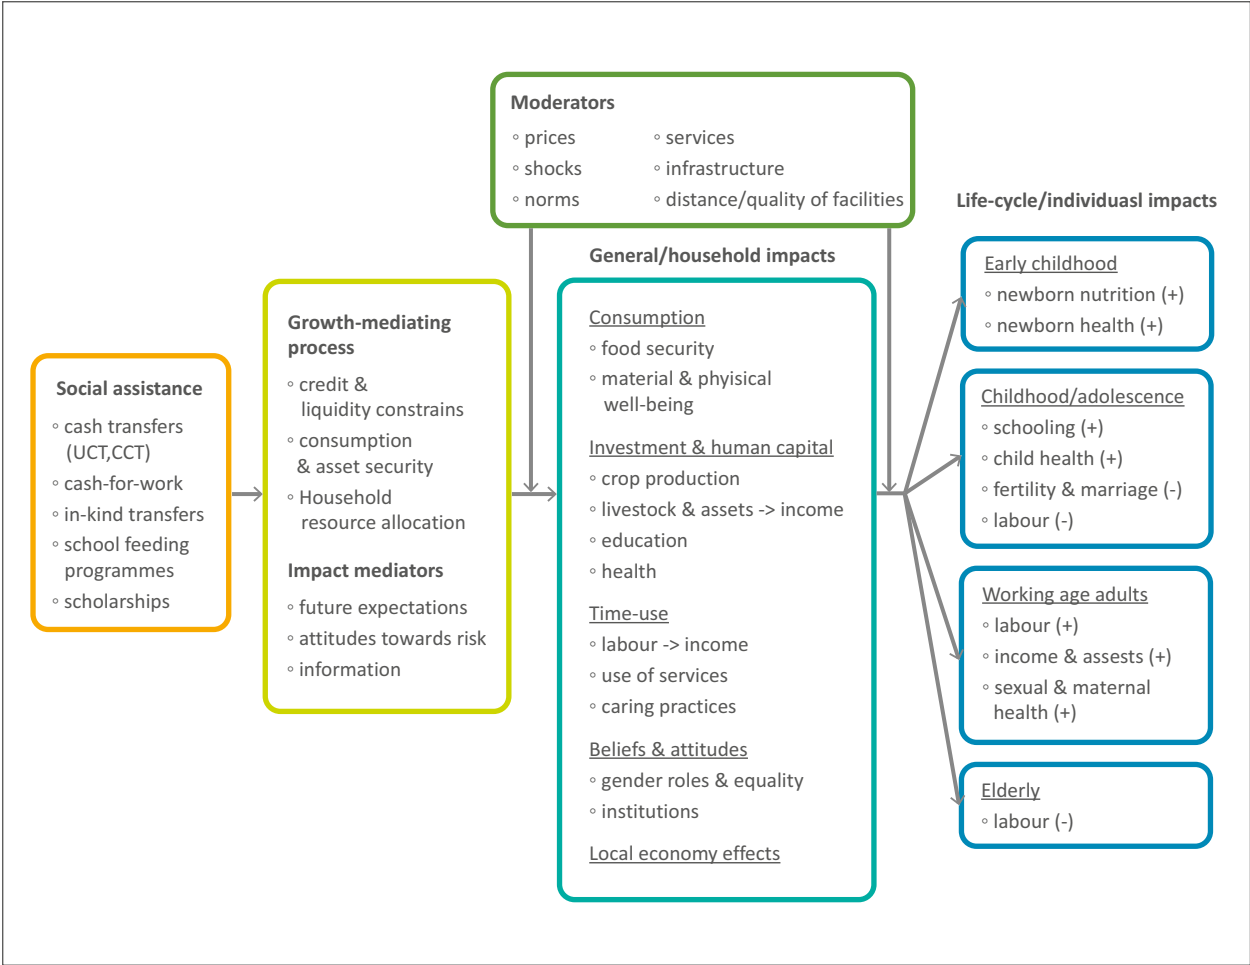 Moderators
◦ prices
◦ shocks
◦ norms
◦ services
◦ infrastructure
◦ distance/quality of facilities
Social assistance
◦ cash transfers
(UCT,CCT)
◦ cash-for-work
◦ in-kind transfers
◦ school feeding
programmes
◦ scholarships
Growth-mediating
process
◦ credit &
liquidity constrains
◦ consumption
& asset security
◦ Household
resource allocation
Impact mediators
◦ future expectations
◦ attitudes towards risk
◦ information
General/household impacts
Consumption
◦ food security
◦ material & phyisical
well-being
Investment & human capital
◦ crop production
◦ livestock & assets -> income
◦ education
◦ health
Time-use
◦ labour -> income
◦ use of services
◦ caring practices
Beliefs & attitudes
◦ gender roles & equality
◦ institutions
Local economy effects
Life-cycle/individuasl impacts
Early childhood
◦ newborn nutrition (+)
◦ newborn health (+)
Childhood/adolescence
◦ schooling (+)
◦ child health (+)
◦ fertility & marriage (-)
◦ labour (-)
Working age adults
◦ labour (+)
◦ income & assests (+)
◦ sexual & maternal
health (+)
Elderly
◦ labour (-)